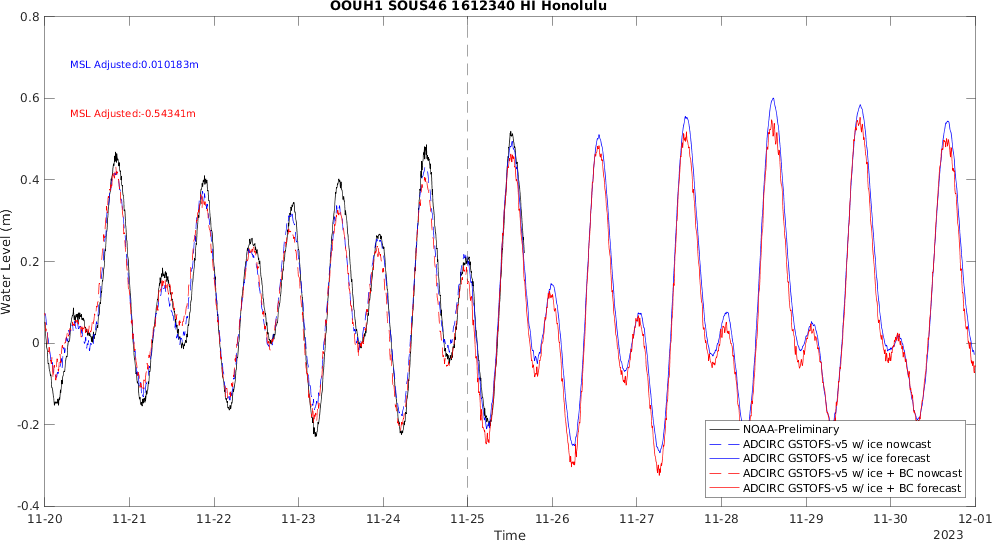 OOUH1 SOUS46 1612340 HI Honolulu
0.8
MSL Adjusted:0.010183m
0.6
MSL Adjusted:-0.54341m
0.4
Water Level (m)
0.2
0
-0.2
NOAA-Preliminary
ADCIRC GSTOFS-v5 w/ ice nowcast
ADCIRC GSTOFS-v5 w/ ice forecast
ADCIRC GSTOFS-v5 w/ ice + BC nowcast
ADCIRC GSTOFS-v5 w/ ice + BC forecast
-0.4
11-20 11-21 11-22 11-23 11-24 11-25 11-26 11-27 11-28 11-29 11-30 12-01
Time
2023